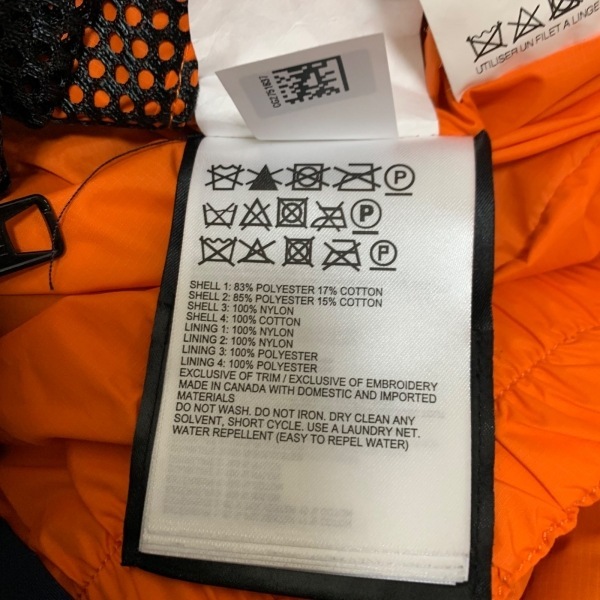 UTILISER UN FILET A LINGE
P
P
P
SHELL 1: 83% POLYESTER 17% COTTON
SHELL 2: 85% POLYESTER 15% COTTON
SHELL 3: 100% NYLON
SHELL 4: 100% COTTON
LINING 1: 100% NYLON
LINING 2: 100% NYLON
LINING 3: 100% POLYESTER
LINING 4: 100% POLYESTER
EXCLUSIVE OF TRIM / EXCLUSIVE OF EMBROIDERY
MADE IN CANADA WITH DOMESTIC AND IMPORTED
MATERIALS
DO NOT WASH. DO NOT IRON. DRY CLEAN ANY
SOLVENT, SHORT CYCLE. USE A LAUNDRY NET.
WATER REPELLENT (EASY TO REPEL WATER)